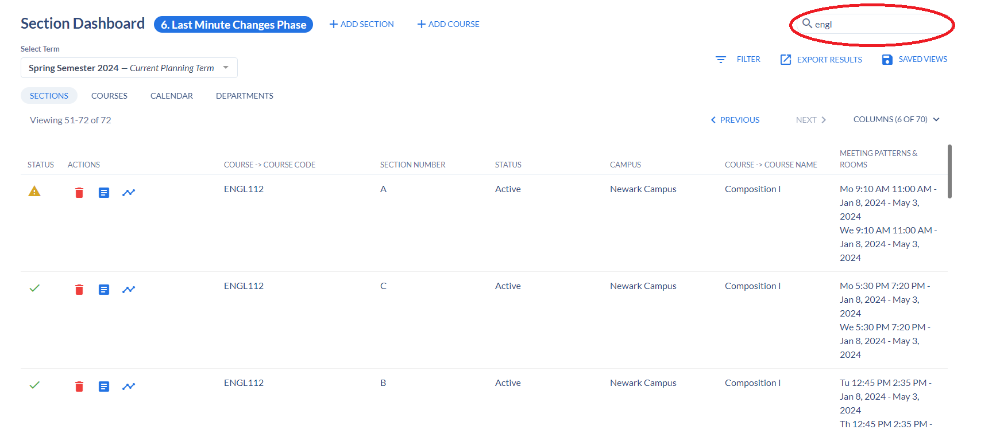 Section Dashboard 6. Last Minute Changes Phase ADD SECTION ADD COURSE engl
Select Term
Spring Semester 2024 — Current Planning Term
FILTER EXPORT RESULTS SAVED VIEWS
SECTIONS COURSES CALENDAR DEPARTMENTS
Viewing 51-72 of 72 PREVIOUS NEXT COLUMNS (6 OF 70)
STATUS ACTIONS COURSE -> COURSE CODE SECTION NUMBER STATUS CAMPUS COURSE -> COURSE NAME MEETING PATTERNS &
ROOMS
ENGL112 A Active Newark Campus Composition I Mo 9:10 AM 11:00 AM -
Jan 8, 2024 - May 3,
2024
We 9:10 AM 11:00 AM -
Jan 8, 2024 - May 3,
2024
ENGL112 C Active Newark Campus Composition I Mo 5:30 PM 7:20 PM -
Jan 8, 2024 - May 3,
2024
We 5:30 PM 7:20 PM -
Jan 8, 2024 - May 3,
2024
ENGL112 B Active Newark Campus Composition I Tu 12:45 PM 2:35 PM -
Jan 8, 2024 - May 3,
2024
Th 12:45 PM 2:35 PM -